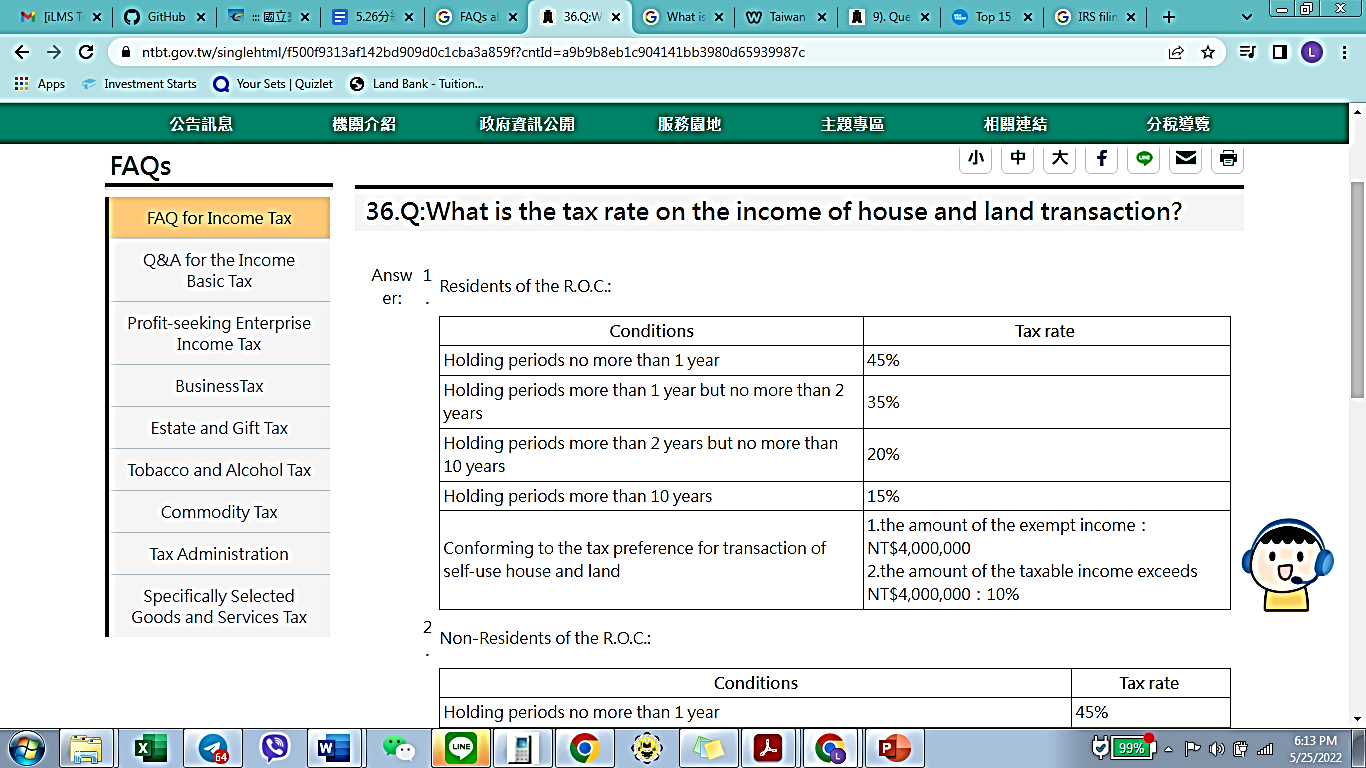 [iLMS T
GitHub
::: 國立
5.26分
FAQs a
36.Q:W
What is
Taiwan
9). Que
Top 15
IRS filin
ntbt.gov.tw/singlehtml/f500f9313af142bd909d0c1cba3a859f?cntId=a9b9b8eb1c904141bb3980d65939987c
L
Apps
Investment Starts
Your Sets | Quizlet
Land Bank - Tuition...
公告訊息
機關介紹
政府資訊公開
服務園地
主題專區
相關連結
分稅導覽
小
中
大
FAQs
FAQ for Income Tax
Q&A for the Income
Basic Tax
Profit-seeking Enterprise
Income Tax
BusinessTax
Estate and Gift Tax
Tobacco and Alcohol Tax
Commodity Tax
Tax Administration
Specifically Selected
Goods and Services Tax
36.Q:What is the tax rate on the income of house and land transaction?
Answ
er:
1
.
Residents of the R.O.C.:
Conditions
Tax rate
Holding periods no more than 1 year
45%
Holding periods more than 1 year but no more than 2
years
35%
Holding periods more than 2 years but no more than
10 years
20%
Holding periods more than 10 years
15%
Conforming to the tax preference for transaction of
self-use house and land
1.the amount of the exempt income：
NT$4,000,000
2.the amount of the taxable income exceeds
NT$4,000,000：10%
2
.
Non-Residents of the R.O.C.:
Conditions
Tax rate
Holding periods no more than 1 year
45%
64
LINE
L
99%
6:13 PM
5/25/2022